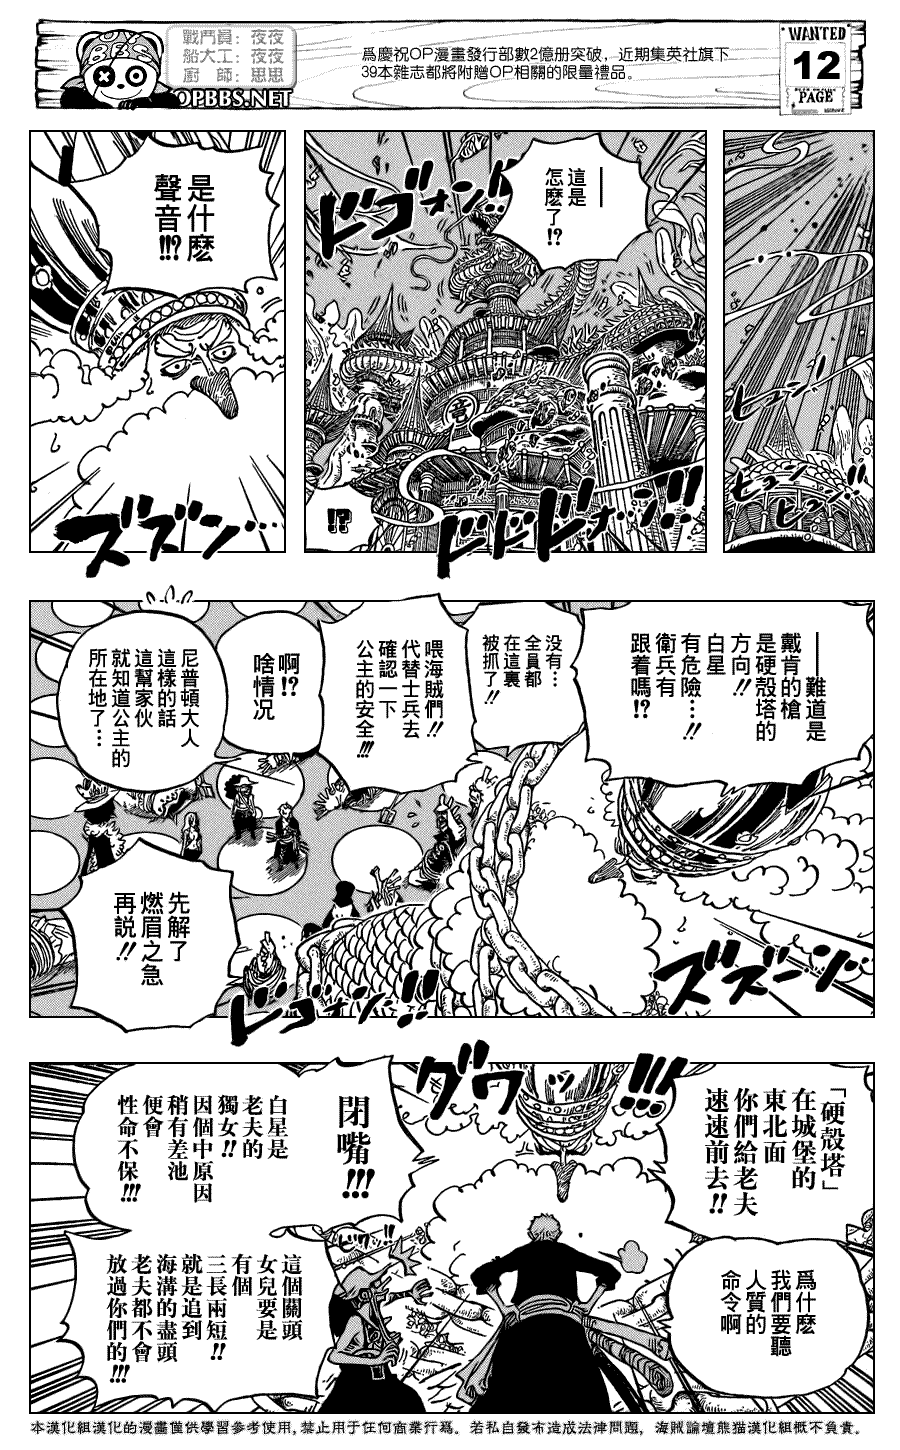 戰鬥員：夜夜
船大工：夜夜
廚　師：思思
OPBBS.NET
爲慶祝OP漫畫發行部數2億册突破，近期集英社旗下
39本雜志都將附贈OP相關的限量禮品。
WANTED
12
PAGE
ヒュン!
ヒュン
ヒュン!!
——這是
怎麽了!?
ドゴォン!!
!?
ドドドドォン!!
是什麽
聲音!!?
ズズゥン…
——難道是
戴肯的槍
是硬殼塔的
方向!!
白星
有危險…!!
衛兵有
跟着嗎!?
没有…
全員都
在這裏
被抓了!!
喂海賊們!!
代替士兵去
確認一下
公主的安全!!!
啊!?
啥情況
尼普頓大人
這樣的話
這幫家伙
就知道公主的
所在地了…
先解了
燃眉之急
再説!!
ズズゥーン…
ドゴォン…!!
「硬殼塔」
在城堡的
東北面
你們給老夫
速速前去!!
グワッ!!!
爲什麽
我們要聽
人質的
命令啊
閉嘴!!!
白星是
老夫的
獨女!!
因個中原因
稍有差池
便會
性命不保!!!
ビクッ!!
這個關頭
女兒要是
有個
三長兩短!!
就是追到
海溝的盡頭
老夫都不會
放過你們的!!!
本漢化組漢化的漫畫僅供學習參考使用，禁止用于任何商業行爲。若私自發布造成法律問題，海賊論壇熊猫漢化組概不負責。